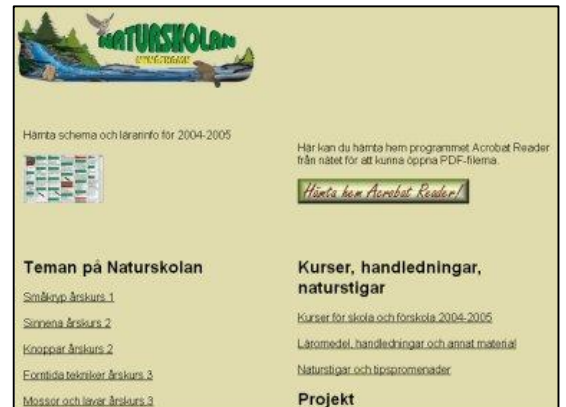 NATURSKOLAN
Hämta schema och lärarinfo för 2004-2005
Här kan du hämta hem programmet Acrobat Reader
från nätet för att kunna öppna PDF-filerna.
Hämta hem Acrobat Reader!
Teman på Naturskolan
Småkryp årskurs 1
Sinnena årskurs 2
Knoppar årskurs 2
Forntida tekniker årskurs 3
Mossor och lavar årskurs 3
Kurser, handledningar,
naturstigar
Kurser för skola och förskola 2004-2005
Läromedel, handledningar och annat material
Naturstigar och tipspromenader
Projekt